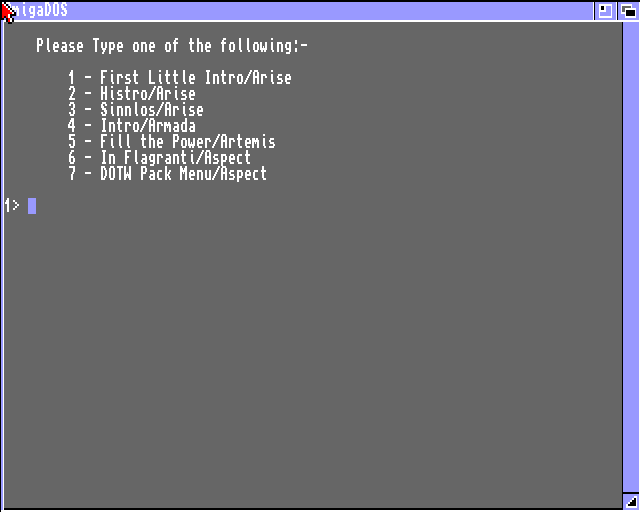 AmigaDOS
Please Type one of the following:-
1 - First Little Intro/Arise
2 - Histro/Arise
3 - Sinnlos/Arise
4 - Intro/Armada
5 - Fill the Power/Artemis
6 - In Flagranti/Aspect
7 - DOTW Pack Menu/Aspect
1>